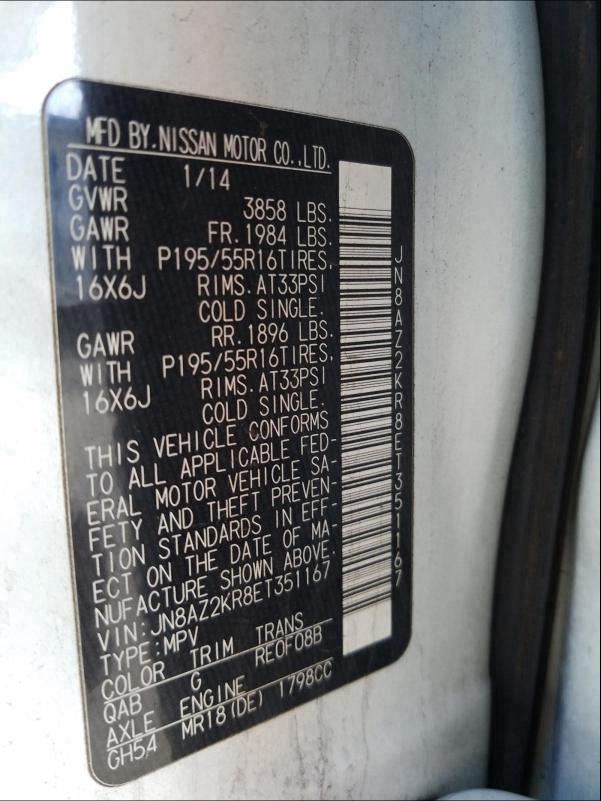 MFD BY.NISSAN MOTOR CO.,LTD.
DATE 1/14
GVWR 3858 LBS.
GAWR FR.1984 LBS.
WITH P195/55R16TIRES,
16X6J RIMS.AT33PSI
COLD SINGLE.
GAWR RR.1896 LBS.
WITH P195/55R16TIRES,
16X6J RIMS.AT33PSI
COLD SINGLE.
THIS VEHICLE CONFORMS
TO ALL APPLICABLE FED-
ERAL MOTOR VEHICLE SA-
FETY AND THEFT PREVEN-
TION STANDARDS IN EFF-
ECT ON THE DATE OF MA-
NUFACTURE SHOWN ABOVE.
VIN:JN8AZ2KR8ET351167
TYPE:MPV
COLOR TRIM TRANS
QAB G RE0F08B
AXLE ENGINE
GH54 MR18(DE) 1798CC
JN8AZ2KR8ET351167